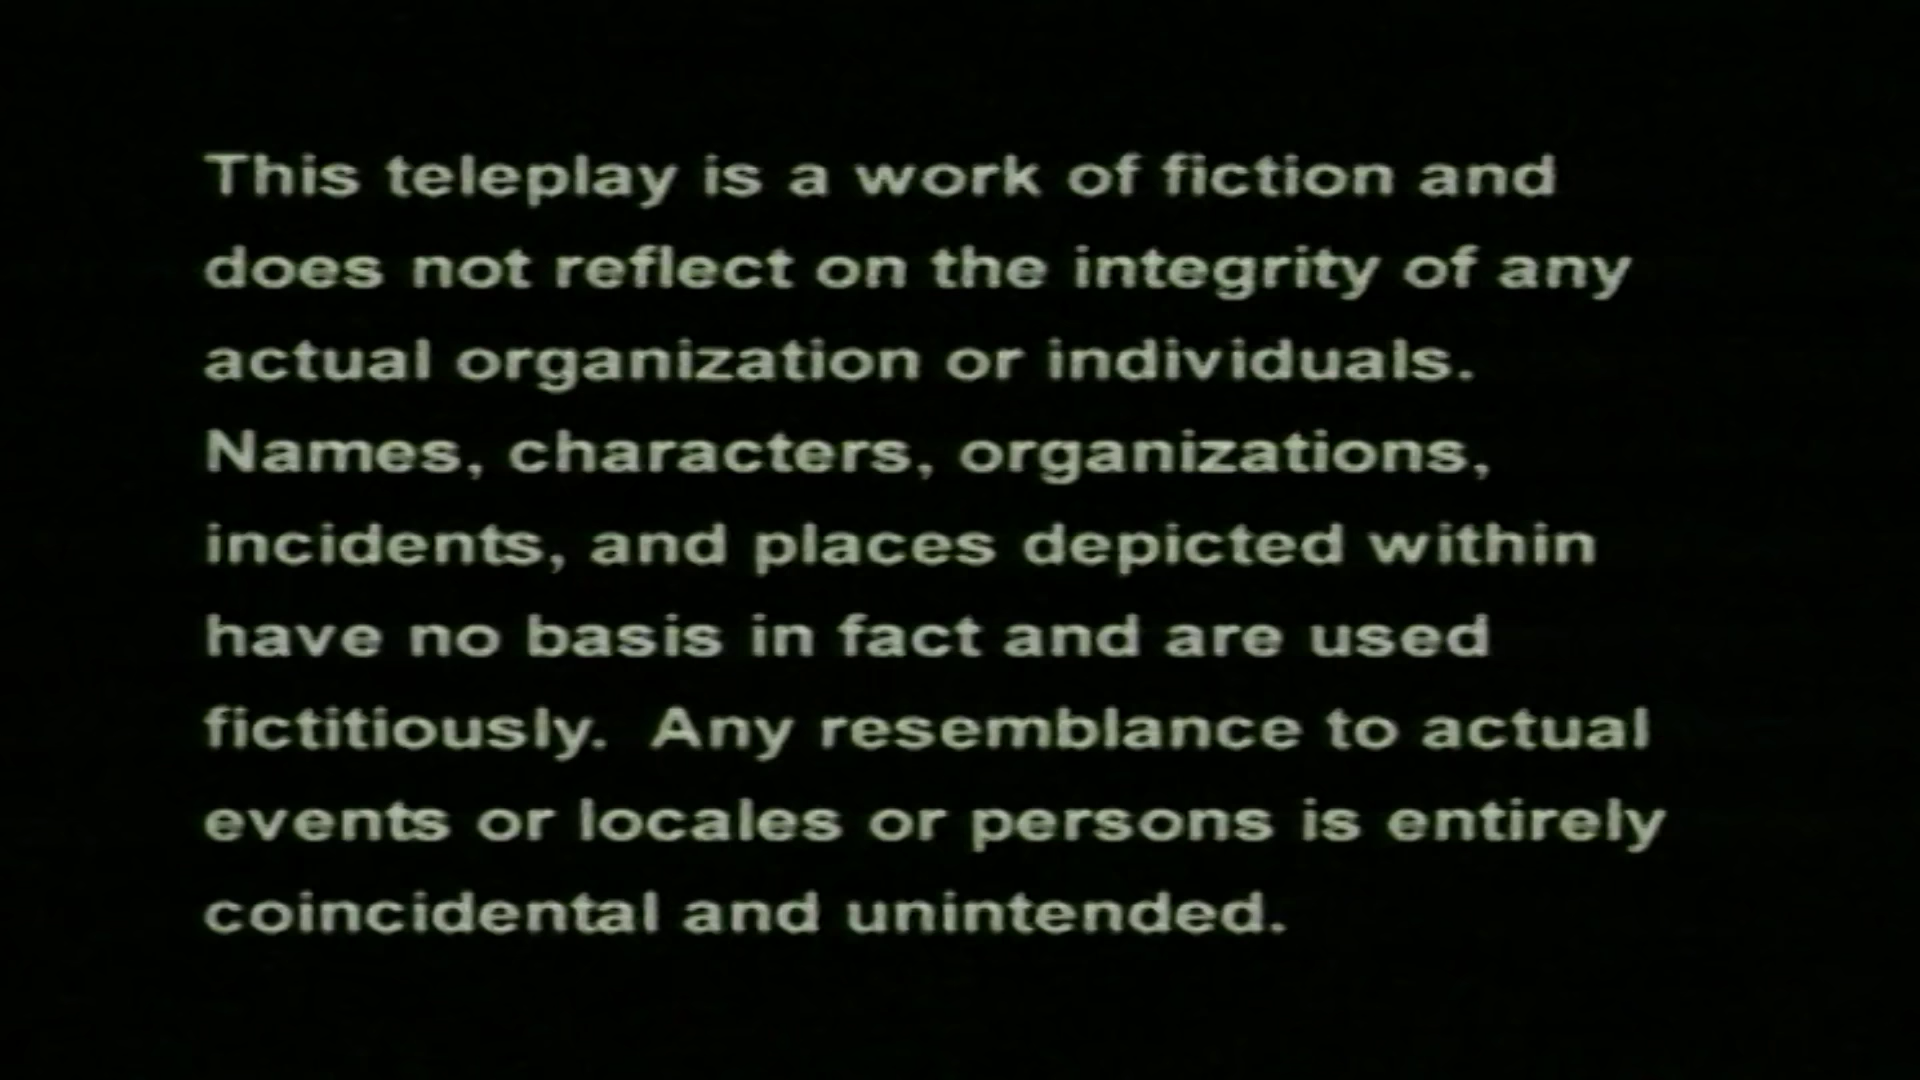 This teleplay is a work of fiction and
does not reflect on the integrity of any
actual organization or individuals.
Names, characters, organizations,
incidents, and places depicted within
have no basis in fact and are used
fictitiously.  Any resemblance to actual
events or locales or persons is entirely
coincidental and unintended.